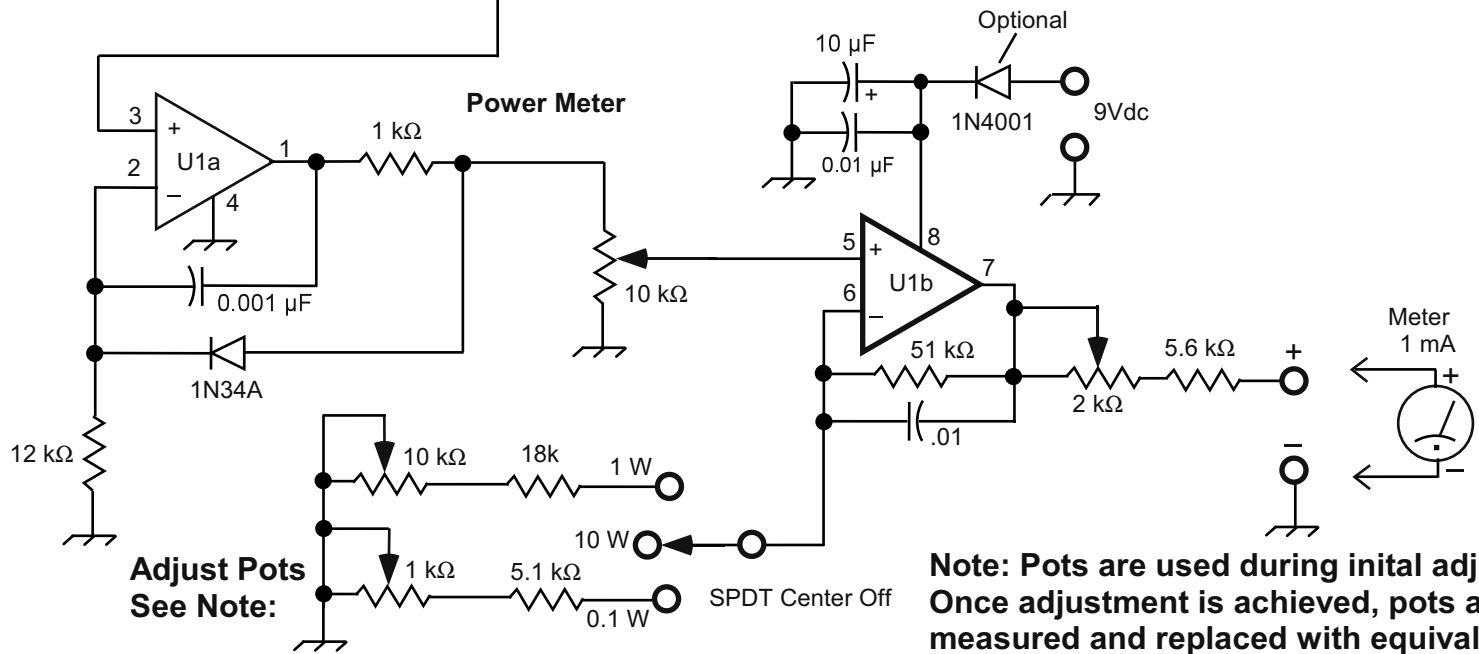 Optional
10 µF
+
1N4001
9Vdc
0.01 µF
Power Meter
3
+
U1a
1
1 kΩ
2
–
4
0.001 µF
1N34A
12 kΩ
10 kΩ
5
+
8
U1b
7
6
–
51 kΩ
.01
2 kΩ
5.6 kΩ
+
–
Meter
1 mA
+
–
10 kΩ
18k
1 W
10 W
1 kΩ
5.1 kΩ
0.1 W
SPDT Center Off
Adjust Pots
See Note:
Note: Pots are used during inital adj
Once adjustment is achieved, pots a
measured and replaced with equival